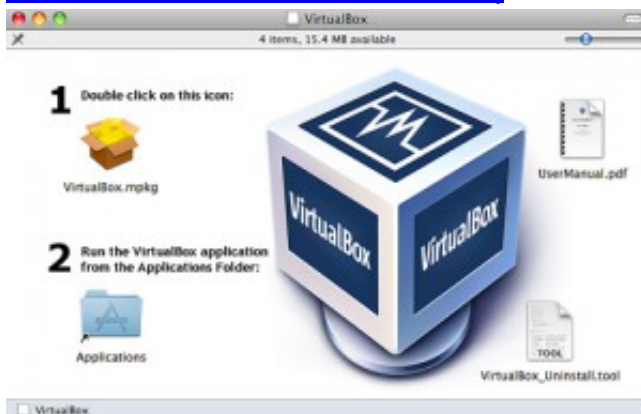 VirtualBox
4 items, 15.4 MB available
1 Double click on this icon:
VirtualBox.mpkg
UserManual.pdf
VirtualBox
VirtualBox
2 Run the VirtualBox application
from the Applications Folder:
Applications
TOOL
VirtualBox_Uninstall.tool
VirtualBox